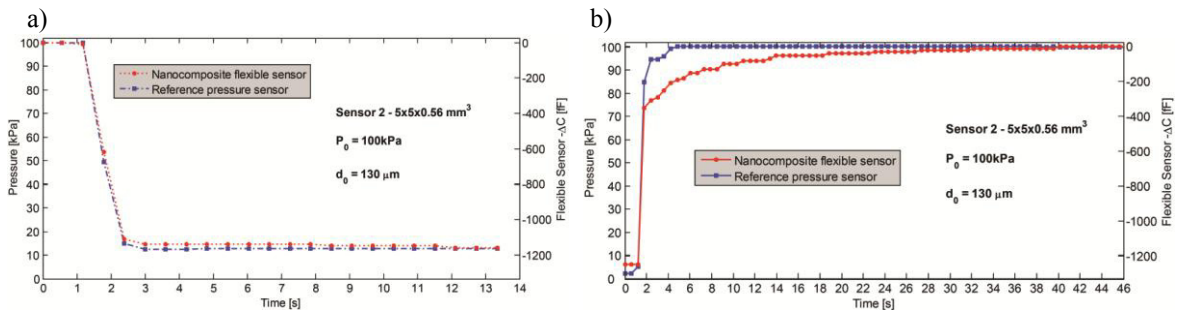 a)
Pressure [kPa]
100
90
80
70
60
50
40
30
20
10
0
0 1 2 3 4 5 6 7 8 9 10 11 12 13
Time [s]
0
-200
-400
-600
-800
-1000
-1200
Flexible Sensor -ΔC [fF]
Nanocomposite flexible sensor
Reference pressure sensor
Sensor 2 - 5x5x0.56 mm³
P₀ = 100kPa
d₀ = 130 μm
b)
Pressure [kPa]
100
90
80
70
60
50
40
30
20
10
0
0 2 4 6 8 10 12 14 16 18 20 22 24 26 28 30 32 34 36 38 40 42 44 46
Time [s]
0
-200
-400
-600
-800
-1000
-1200
Flexible Sensor -ΔC [fF]
Nanocomposite flexible sensor
Reference pressure sensor
Sensor 2 - 5x5x0.56 mm³
P₀ = 100kPa
d₀ = 130 μm